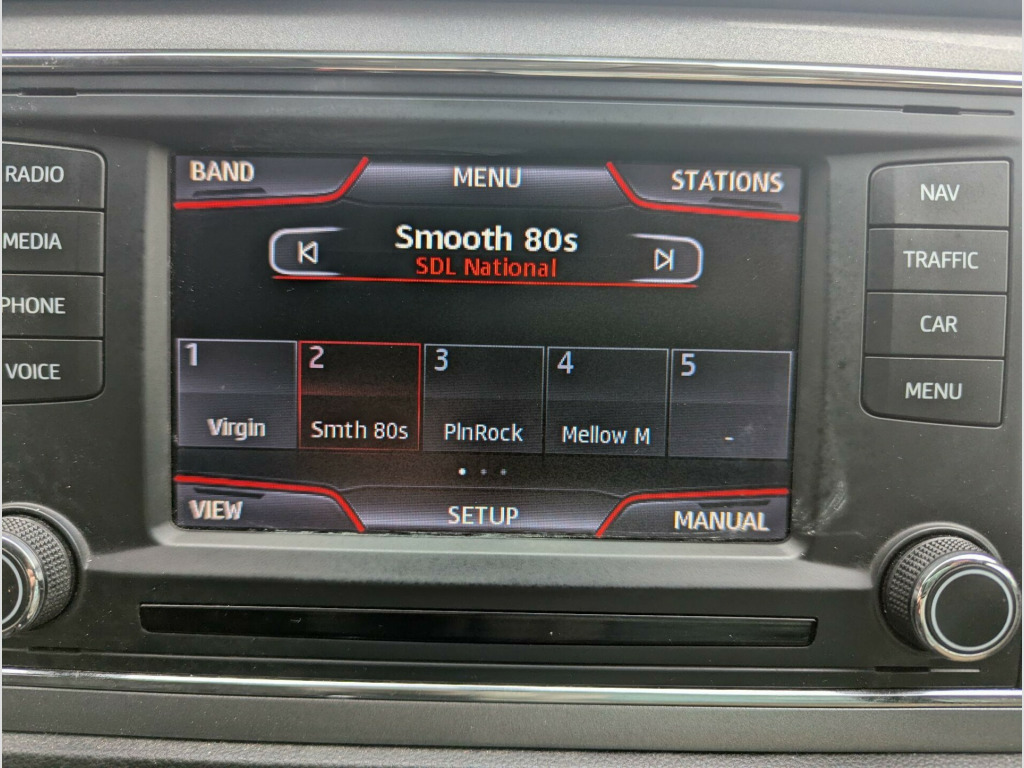 RADIO
MEDIA
PHONE
VOICE
BAND
MENU
STATIONS
Smooth 80s
SDL National
1
2
3
4
5
Virgin
Smth 80s
PlnRock
Mellow M
-
VIEW
SETUP
MANUAL
NAV
TRAFFIC
CAR
MENU